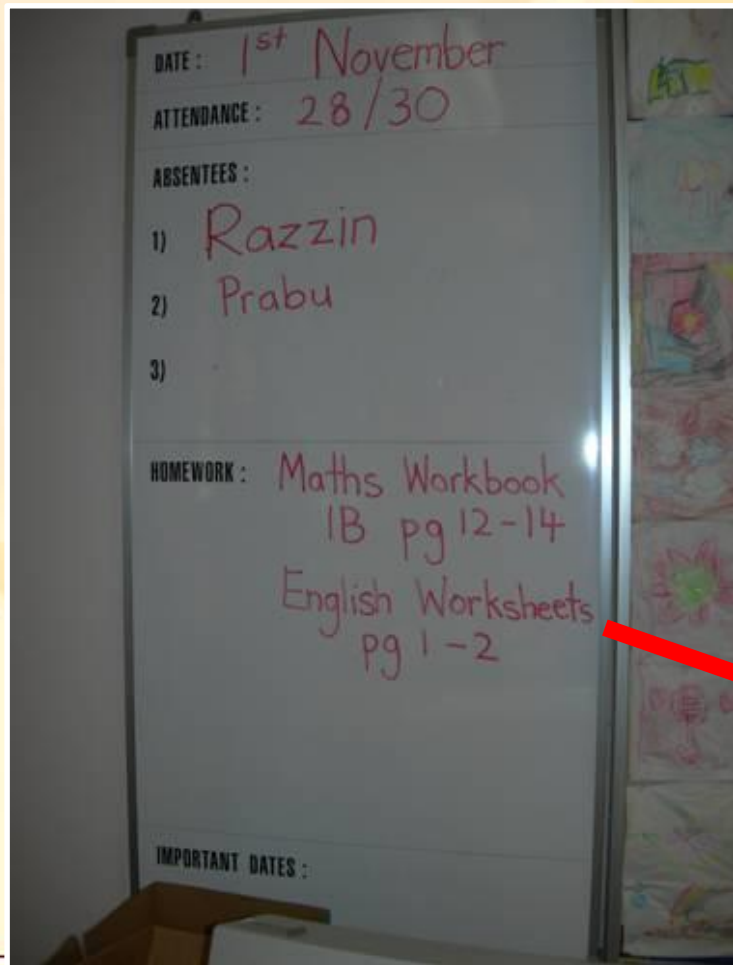 DATE : 1st November
ATTENDANCE : 28/30
ABSENTEES :
1) Razzin
2) Prabu
3)
HOMEWORK : Maths Workbook
1B pg 12-14
English Worksheets
pg 1-2
IMPORTANT DATES :